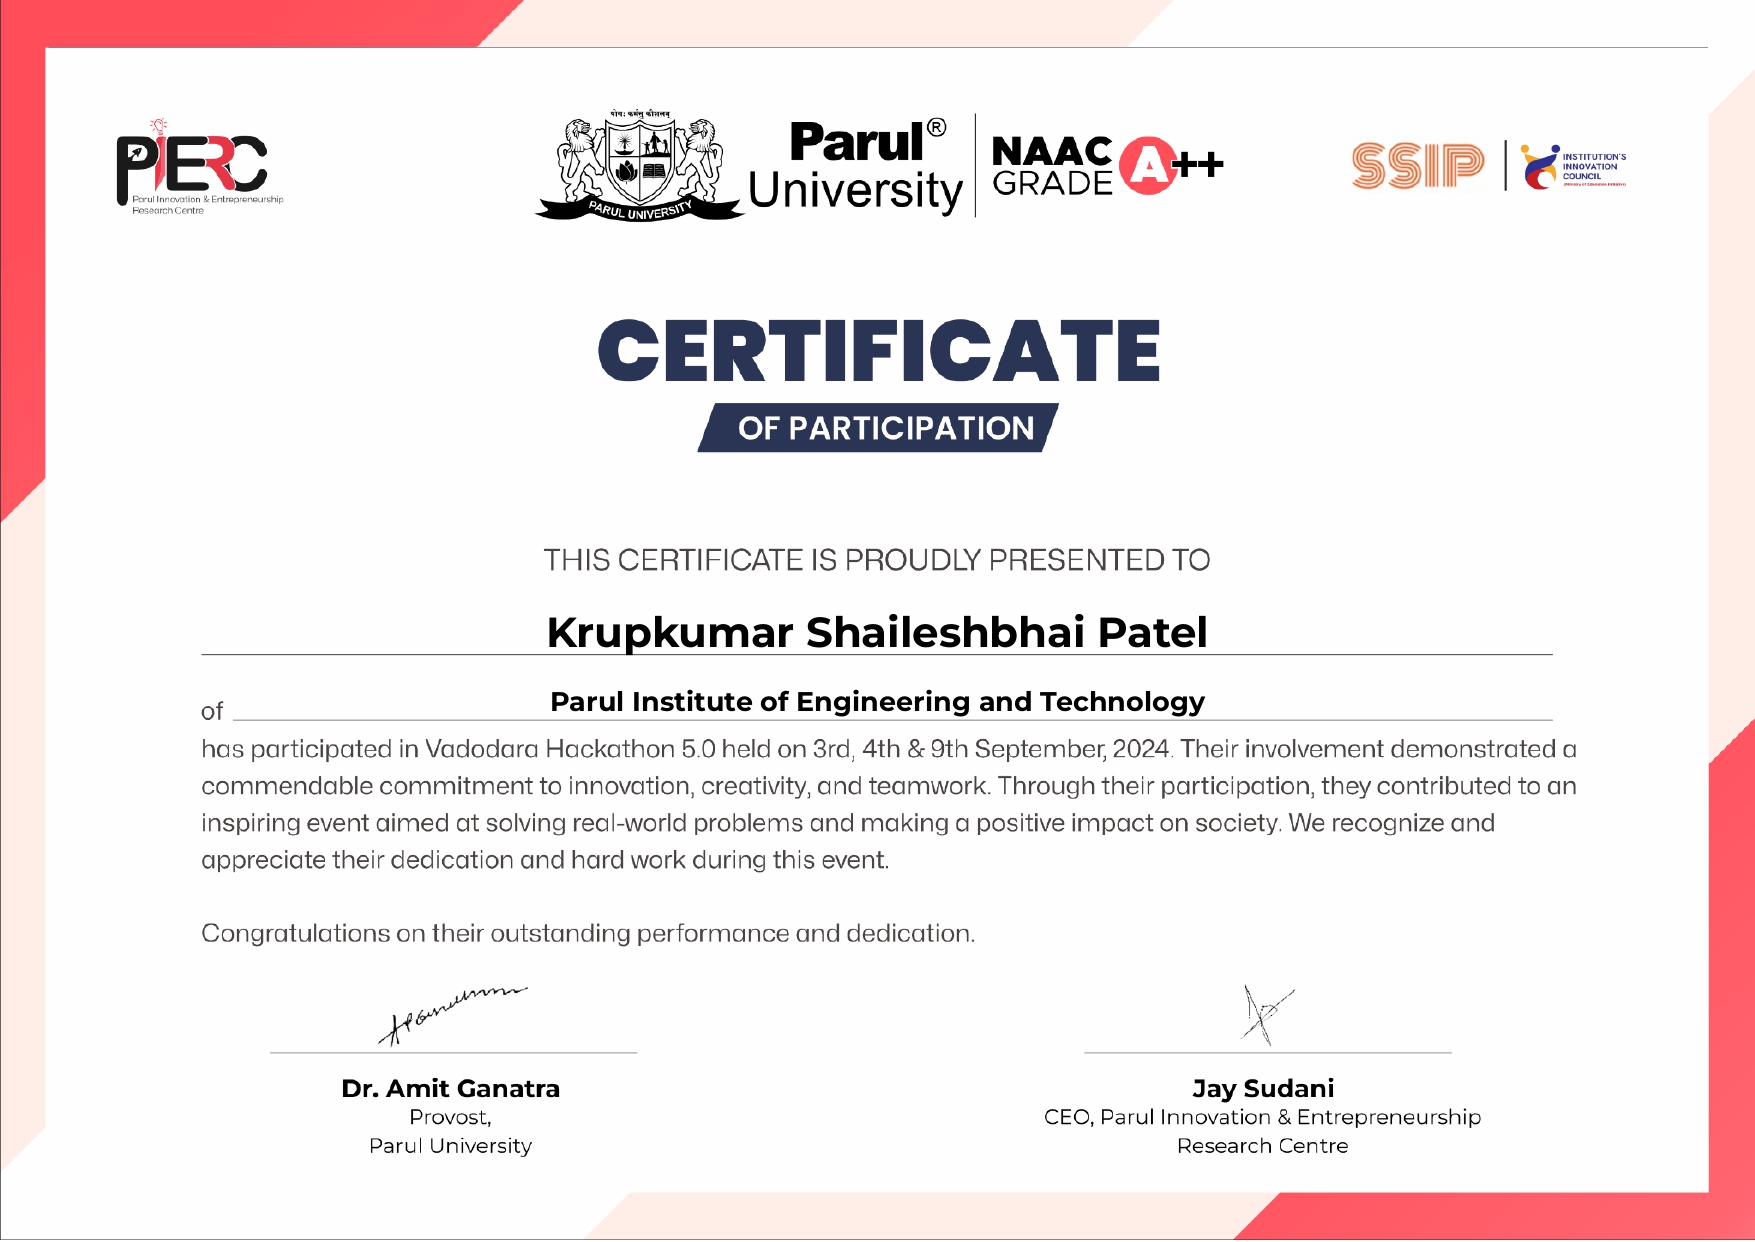 PIERC
Parul Innovation & Entrepreneurship
Research Centre
योगः कर्मसु कौशलम्
PARUL UNIVERSITY
Parul®
University
NAAC
GRADE
A++
SSIP
INSTITUTION'S
INNOVATION
COUNCIL
(Ministry of Education Initiative)
CERTIFICATE
OF PARTICIPATION
THIS CERTIFICATE IS PROUDLY PRESENTED TO
Krupkumar Shaileshbhai Patel
of Parul Institute of Engineering and Technology
has participated in Vadodara Hackathon 5.0 held on 3rd, 4th & 9th September, 2024. Their involvement demonstrated a
commendable commitment to innovation, creativity, and teamwork. Through their participation, they contributed to an
inspiring event aimed at solving real-world problems and making a positive impact on society. We recognize and
appreciate their dedication and hard work during this event.
Congratulations on their outstanding performance and dedication.
Dr. Amit Ganatra
Provost,
Parul University
Jay Sudani
CEO, Parul Innovation & Entrepreneurship
Research Centre